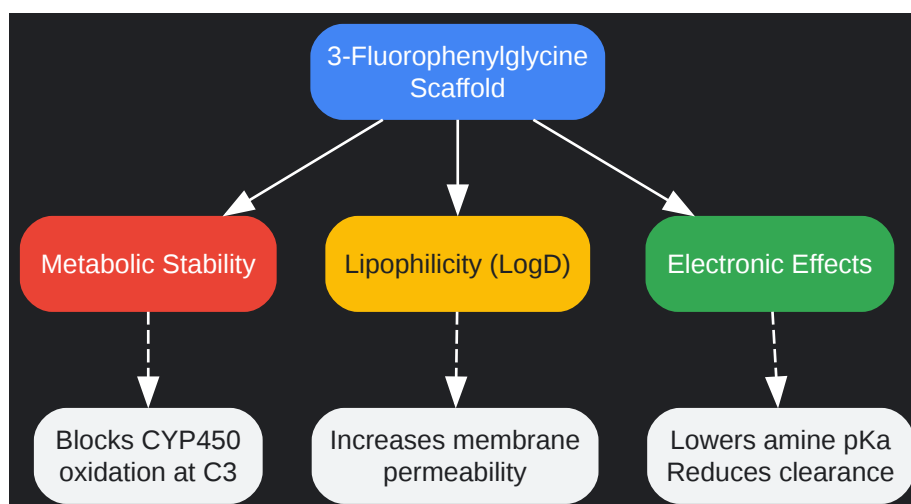 3-Fluorophenylglycine
Scaffold
Metabolic Stability
Lipophilicity (LogD)
Electronic Effects
Blocks CYP450
oxidation at C3
Increases membrane
permeability
Lowers amine pKa
Reduces clearance